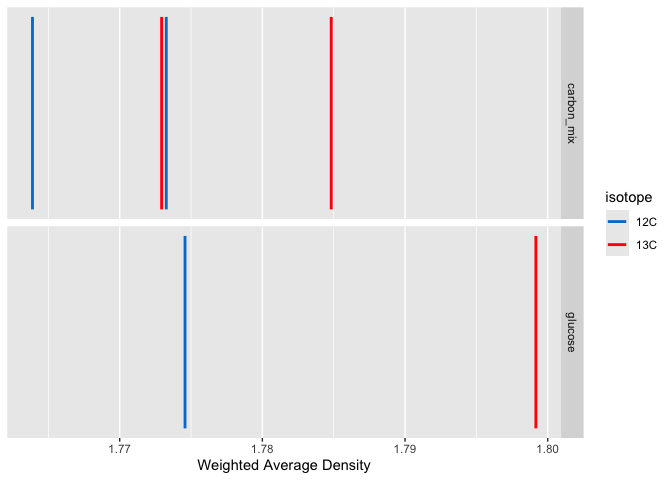 carbon_mix
glucose
1.77
1.78
1.79
1.80
Weighted Average Density
isotope
12C
13C